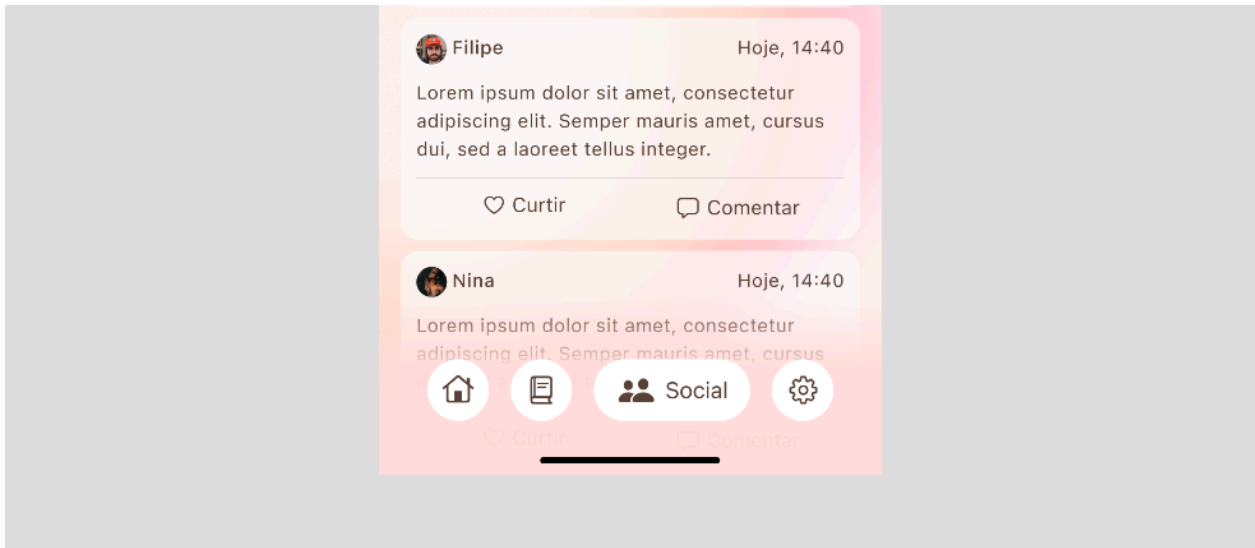 Filipe
Hoje, 14:40
Lorem ipsum dolor sit amet, consectetur
adipiscing elit. Semper mauris amet, cursus
dui, sed a laoreet tellus integer.
Curtir
Comentar
Nina
Hoje, 14:40
Lorem ipsum dolor sit amet, consectetur
adipiscing elit. Semper mauris amet, cursus
Social
Curtir
Comentar